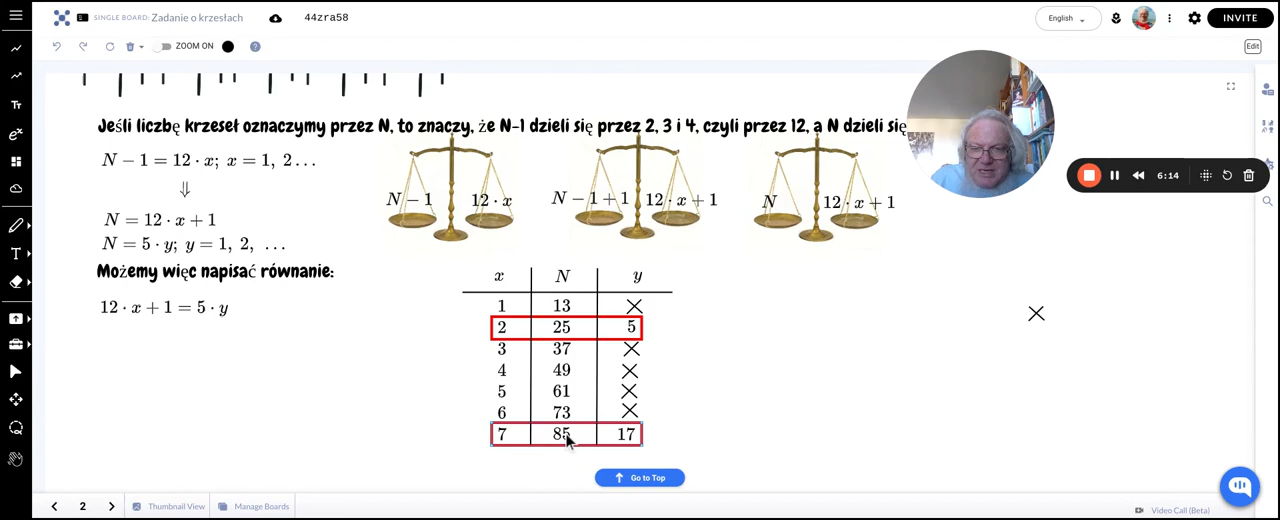 SINGLE BOARD: Zadanie o krzesłach
44zra58
English
INVITE
ZOOM ON
Edit
Jeśli liczbę krzeseł oznaczymy przez N, to znaczy, że N-1 dzieli się przez 2, 3 i 4, czyli przez 12, a N dzieli się
N − 1 = 12 · x; x = 1, 2 . . .
⇓
N = 12 · x + 1
N = 5 · y; y = 1, 2, . . .
N − 1 12 · x
N − 1 + 1 12 · x + 1
N 12 · x + 1
6:14
Możemy więc napisać równanie:
12 · x + 1 = 5 · y
x N y
1 13 ×
2 25 5
3 37 ×
4 49 ×
5 61 ×
6 73 ×
7 85 17
×
Go to Top
2
Thumbnail View
Manage Boards
Video Call (Beta)